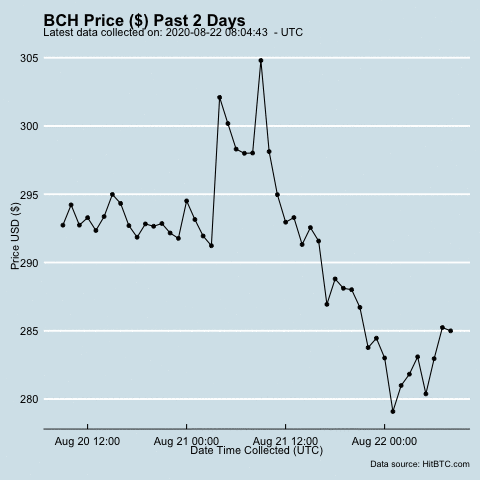 BCH Price ($) Past 2 Days
Latest data collected on: 2020-08-22 08:04:43 - UTC
305
300
295
290
285
280
Price USD ($)
Aug 20 12:00
Aug 21 00:00
Aug 21 12:00
Aug 22 00:00
Date Time Collected (UTC)
Data source: HitBTC.com